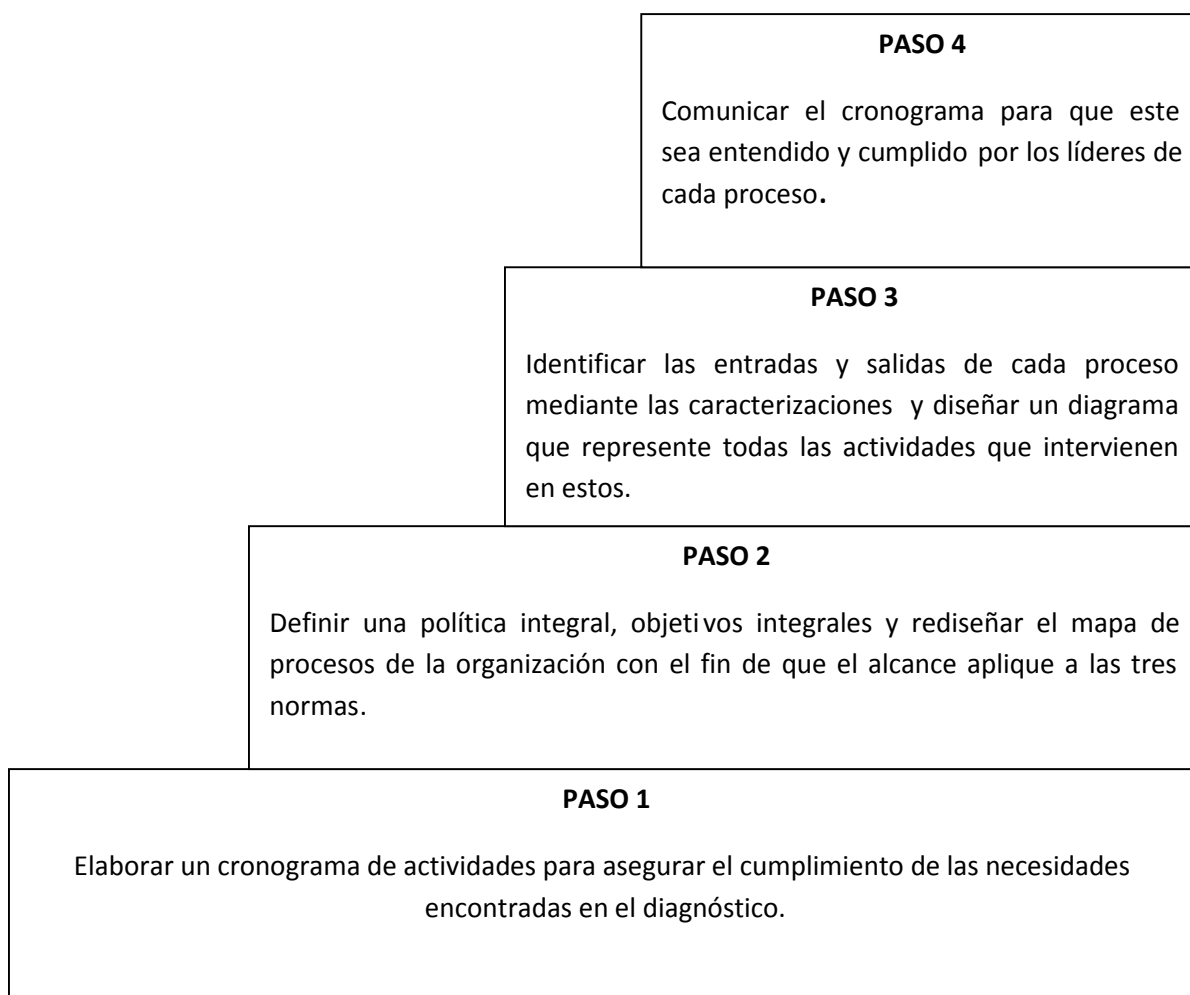 PASO 4
Comunicar el cronograma para que este
sea entendido y cumplido por los líderes de
cada proceso.
PASO 3
Identificar las entradas y salidas de cada proceso
mediante las caracterizaciones y diseñar un diagrama
que represente todas las actividades que intervienen
en estos.
PASO 2
Definir una política integral, objetivos integrales y rediseñar el mapa de
procesos de la organización con el fin de que el alcance aplique a las tres
normas.
PASO 1
Elaborar un cronograma de actividades para asegurar el cumplimiento de las necesidades
encontradas en el diagnóstico.